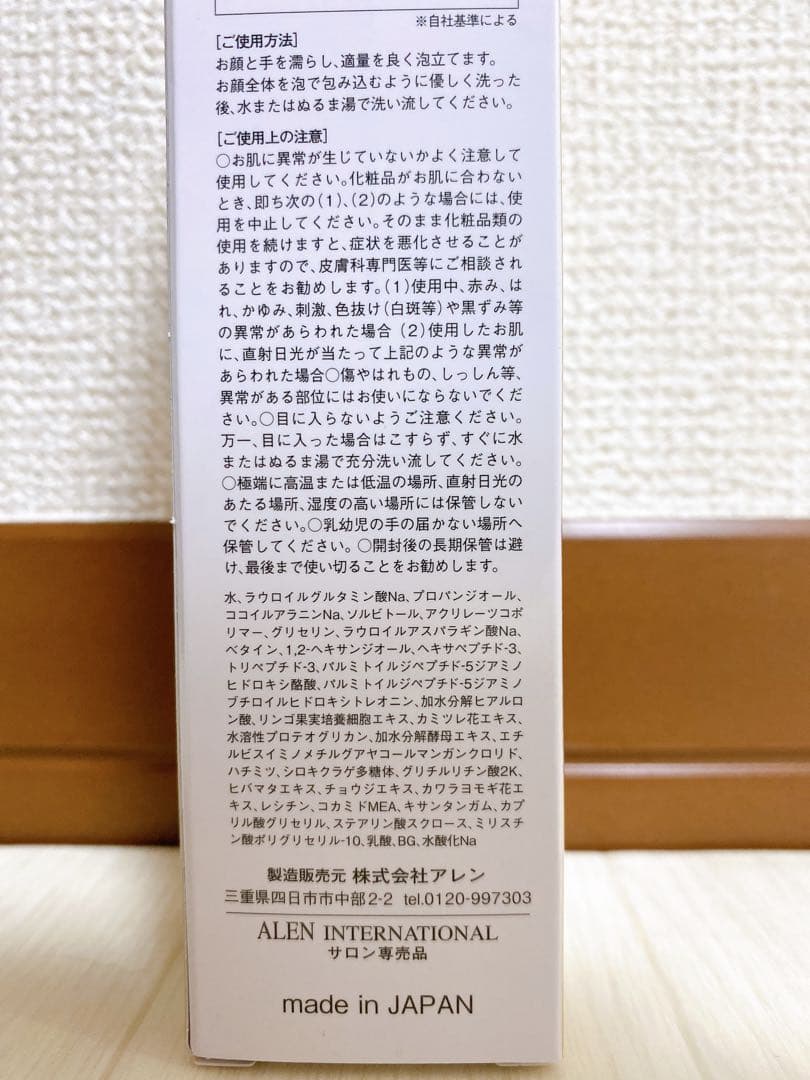 ※自社基準による
[ご使用方法]
お顔と手を濡らし、適量を良く泡立てます。
お顔全体を泡で包み込むように優しく洗った
後、水またはぬるま湯で洗い流してください。
[ご使用上の注意]
○お肌に異常が生じていないかよく注意して
使用してください。化粧品がお肌に合わない
とき、即ち次の(1)、(2)のような場合には、使
用を中止してください。そのまま化粧品類の
使用を続けますと、症状を悪化させることが
ありますので、皮膚科専門医等にご相談され
ることをお勧めします。(1)使用中、赤み、は
れ、かゆみ、刺激、色抜け(白斑等)や黒ずみ等
の異常があらわれた場合 (2)使用したお肌
に、直射日光が当たって上記のような異常が
あらわれた場合○傷やはれもの、しっしん等、
異常がある部位にはお使いにならないでくだ
さい。○目に入らないようご注意ください。
万一、目に入った場合はこすらず、すぐに水
またはぬるま湯で充分洗い流してください。
○極端に高温または低温の場所、直射日光の
あたる場所、湿度の高い場所には保管しない
でください。○乳幼児の手の届かない場所へ
保管してください。 ○開封後の長期保管は避
け、最後まで使い切ることをお勧めします。
水、ラウロイルグルタミン酸Na、プロパンジオール、
ココイルアラニンNa、ソルビトール、アクリレーツコポ
リマー、グリセリン、ラウロイルアスパラギン酸Na、
ベタイン、1,2-ヘキサンジオール、ヘキサペプチド-3、
トリペプチド-3、パルミトイルジペプチド-5ジアミノ
ヒドロキシ酪酸、パルミトイルジペプチド-5ジアミノ
ブチロイルヒドロキシトレオニン、加水分解ヒアルロ
ン酸、リンゴ果実培養細胞エキス、カミツレ花エキス、
水溶性プロテオグリカン、加水分解酵母エキス、エチ
ルビスイミノメチルグアヤコールマンガンクロリド、
ハチミツ、シロキクラゲ多糖体、グリチルリチン酸2K、
ヒバマタエキス、チョウジエキス、カワラヨモギ花エ
キス、レシチン、コカミドMEA、キサンタンガム、カプ
リル酸グリセリル、ステアリン酸スクロース、ミリスチ
ン酸ポリグリセリル-10、乳酸、BG、水酸化Na
製造販売元 株式会社アレン
三重県四日市市中部2-2 tel.0120-997303
ALEN INTERNATIONAL
サロン専売品
made in JAPAN